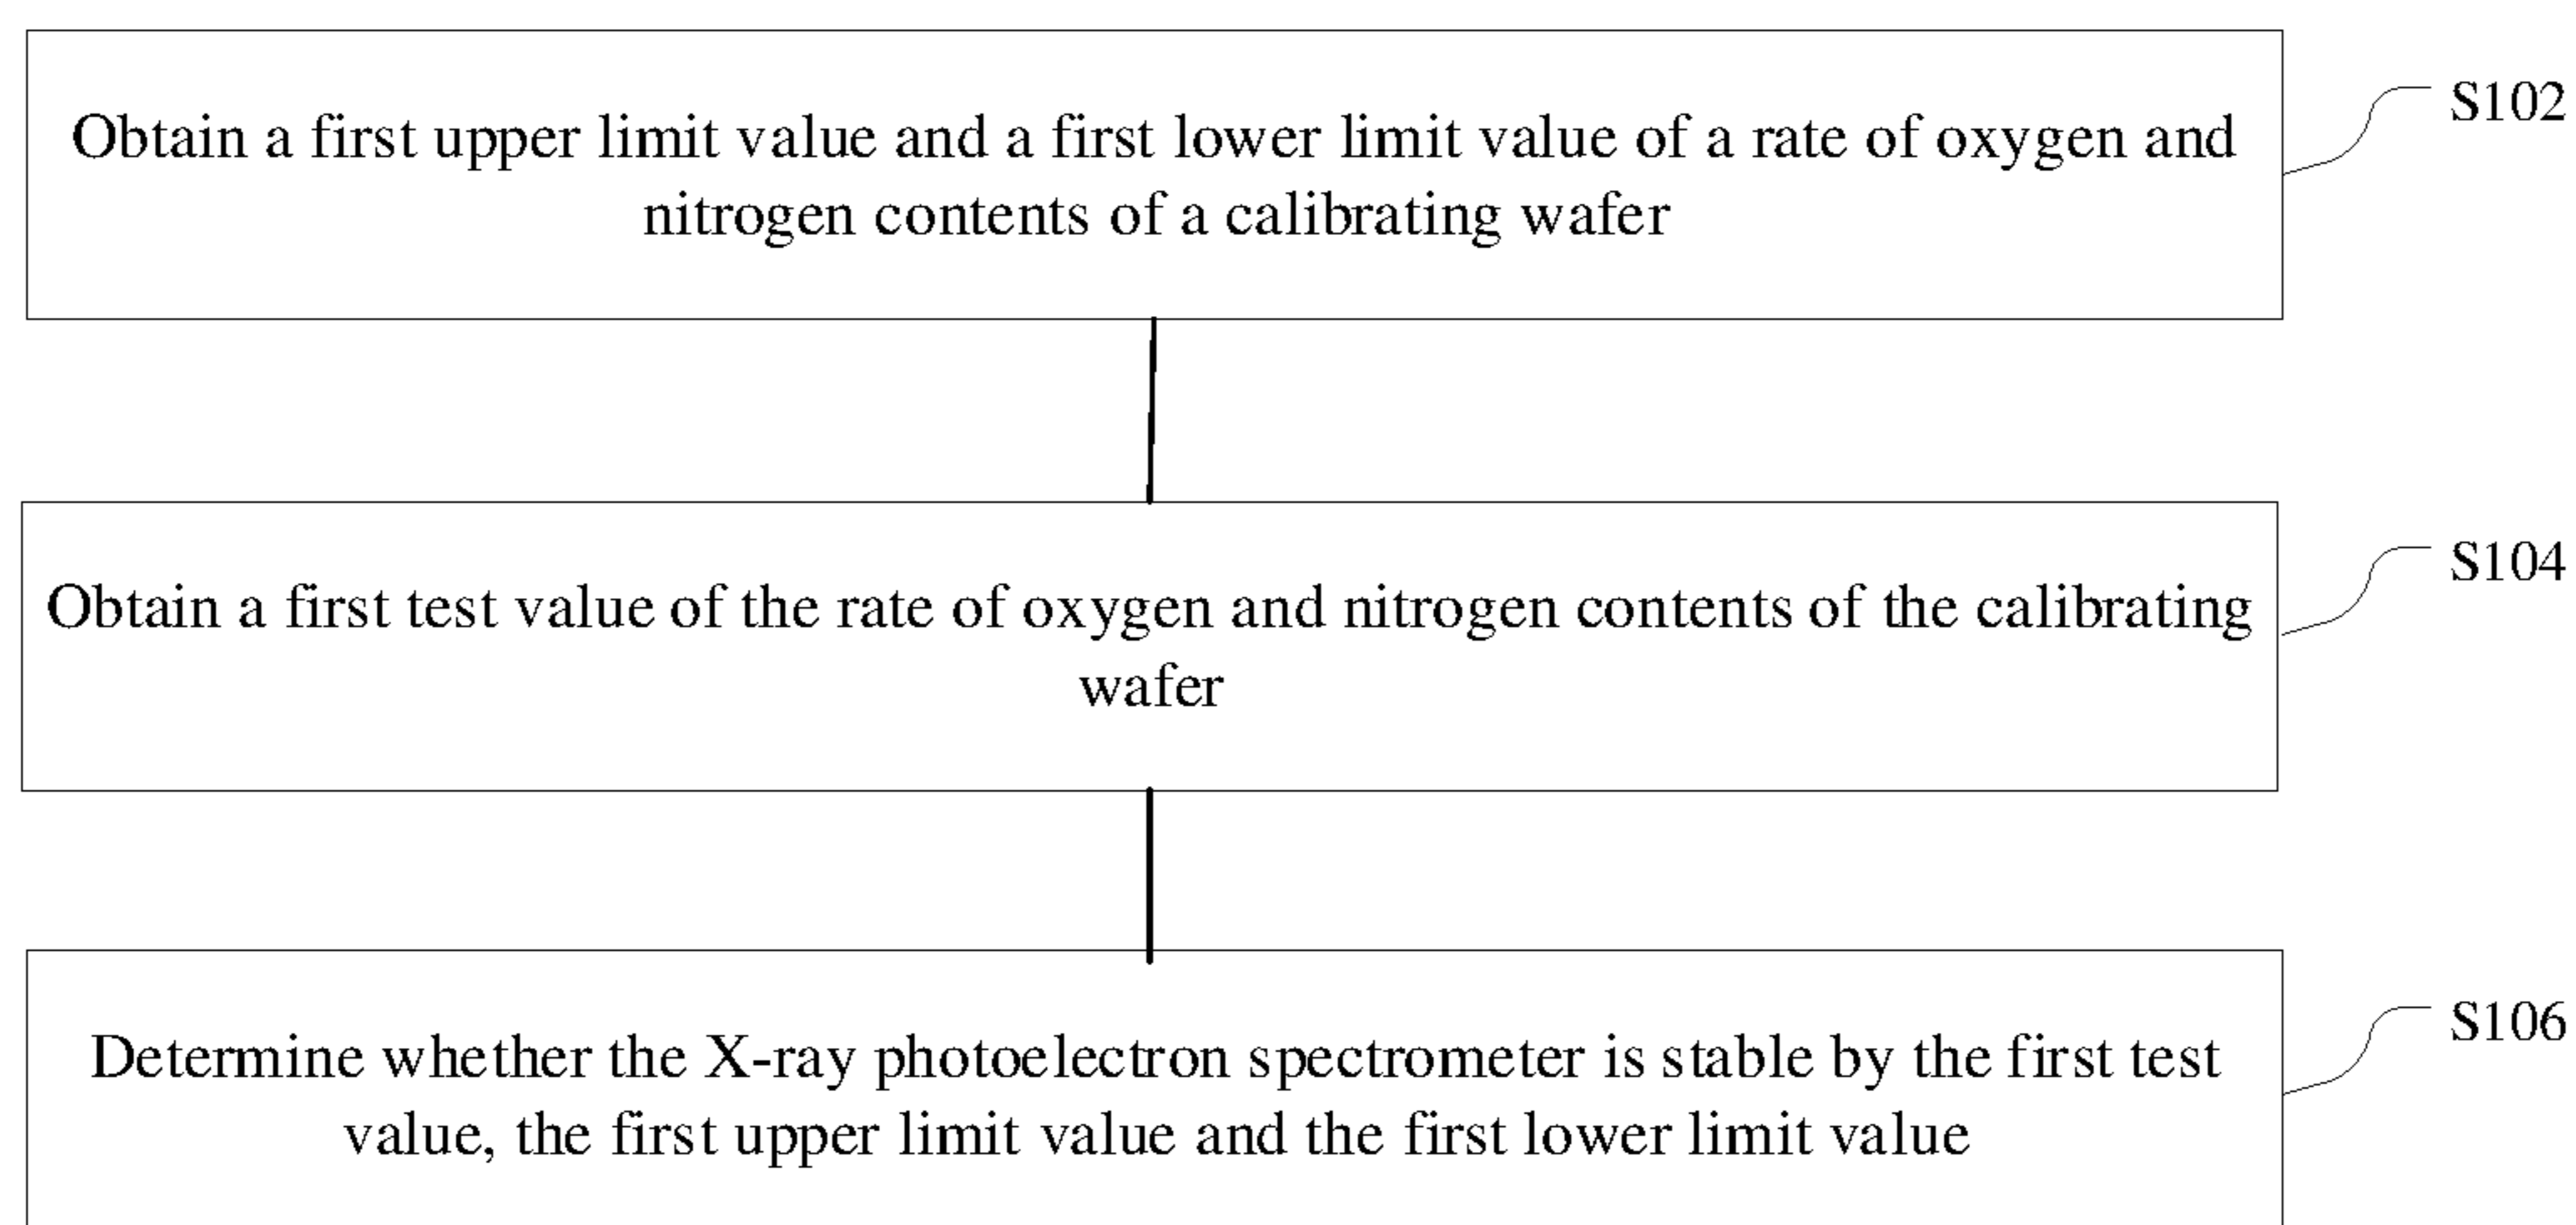 Obtain a first upper limit value and a first lower limit value of a rate of oxygen and
nitrogen contents of a calibrating wafer
S102
Obtain a first test value of the rate of oxygen and nitrogen contents of the calibrating
wafer
S104
Determine whether the X-ray photoelectron spectrometer is stable by the first test
value, the first upper limit value and the first lower limit value
S106